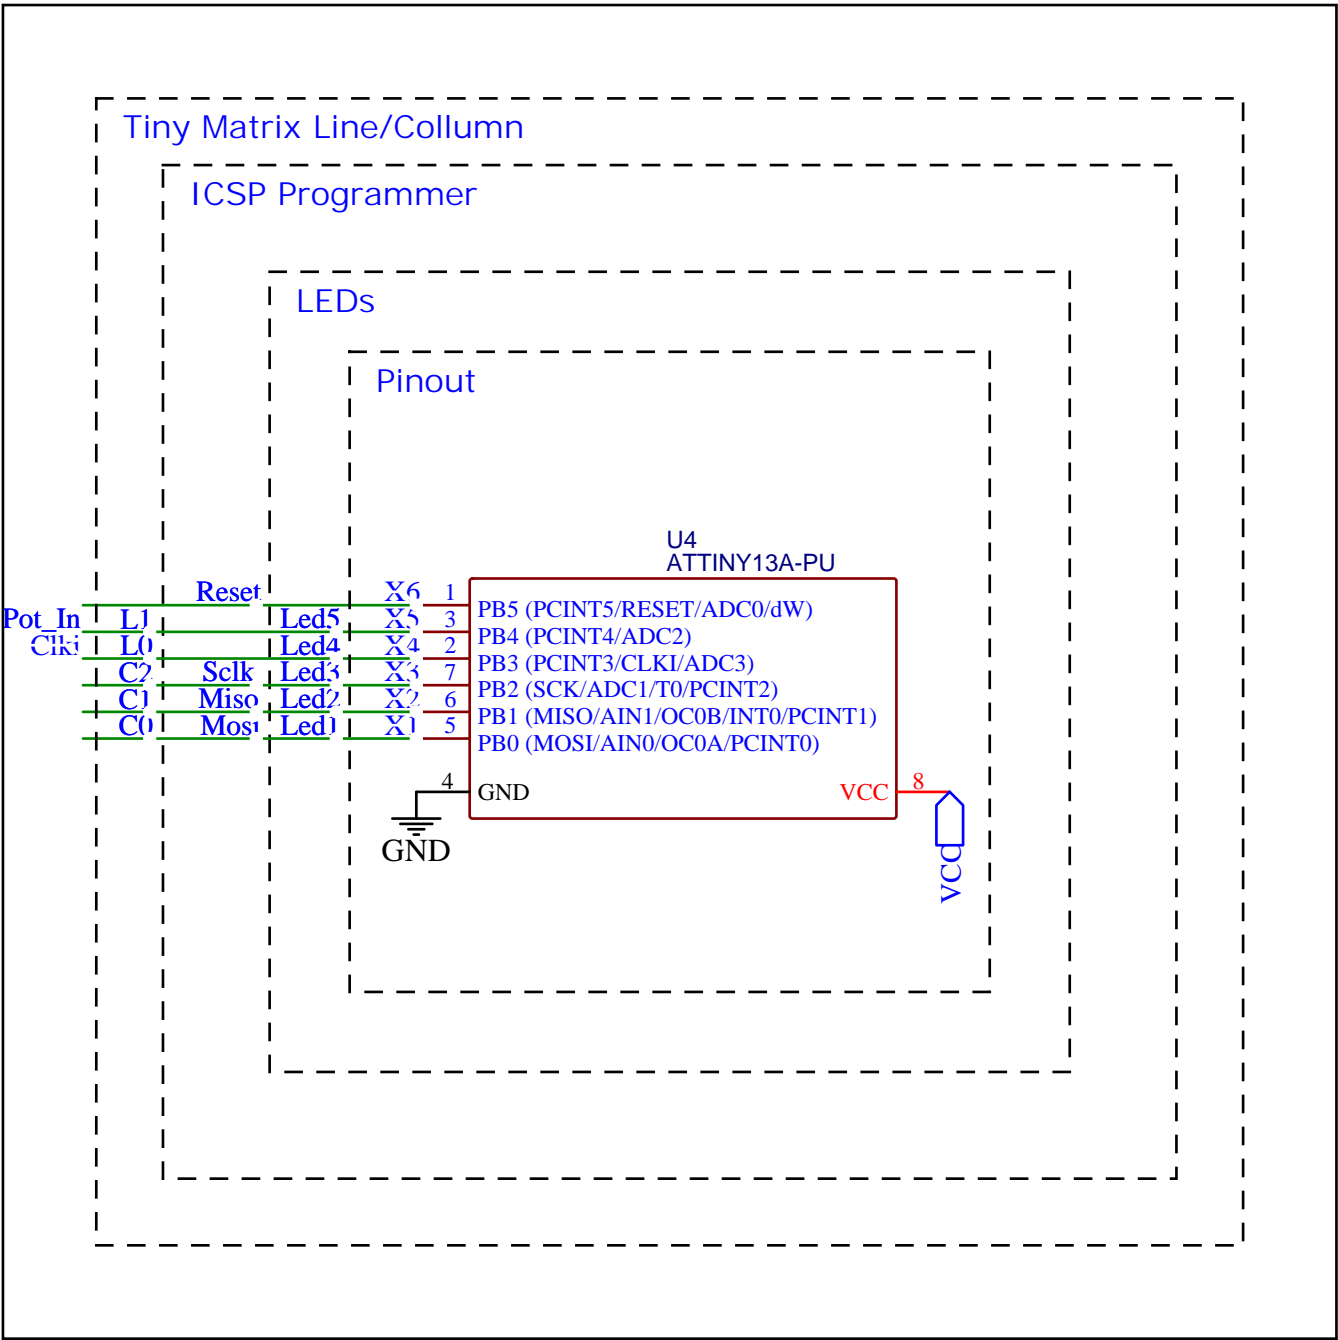 Tiny Matrix Line/Collumn
ICSP Programmer
LEDs
Pinout
U4
ATTINY13A-PU
Reset X6 1 PB5 (PCINT5/RESET/ADC0/dW)
Pot_In L1 Led5 X5 3 PB4 (PCINT4/ADC2)
Clki L0 Led4 X4 2 PB3 (PCINT3/CLKI/ADC3)
C2 Sclk Led3 X3 7 PB2 (SCK/ADC1/T0/PCINT2)
C1 Miso Led2 X2 6 PB1 (MISO/AIN1/OC0B/INT0/PCINT1)
C0 Mosi Led1 X1 5 PB0 (MOSI/AIN0/OC0A/PCINT0)
4 GND VCC 8
GND
VCC